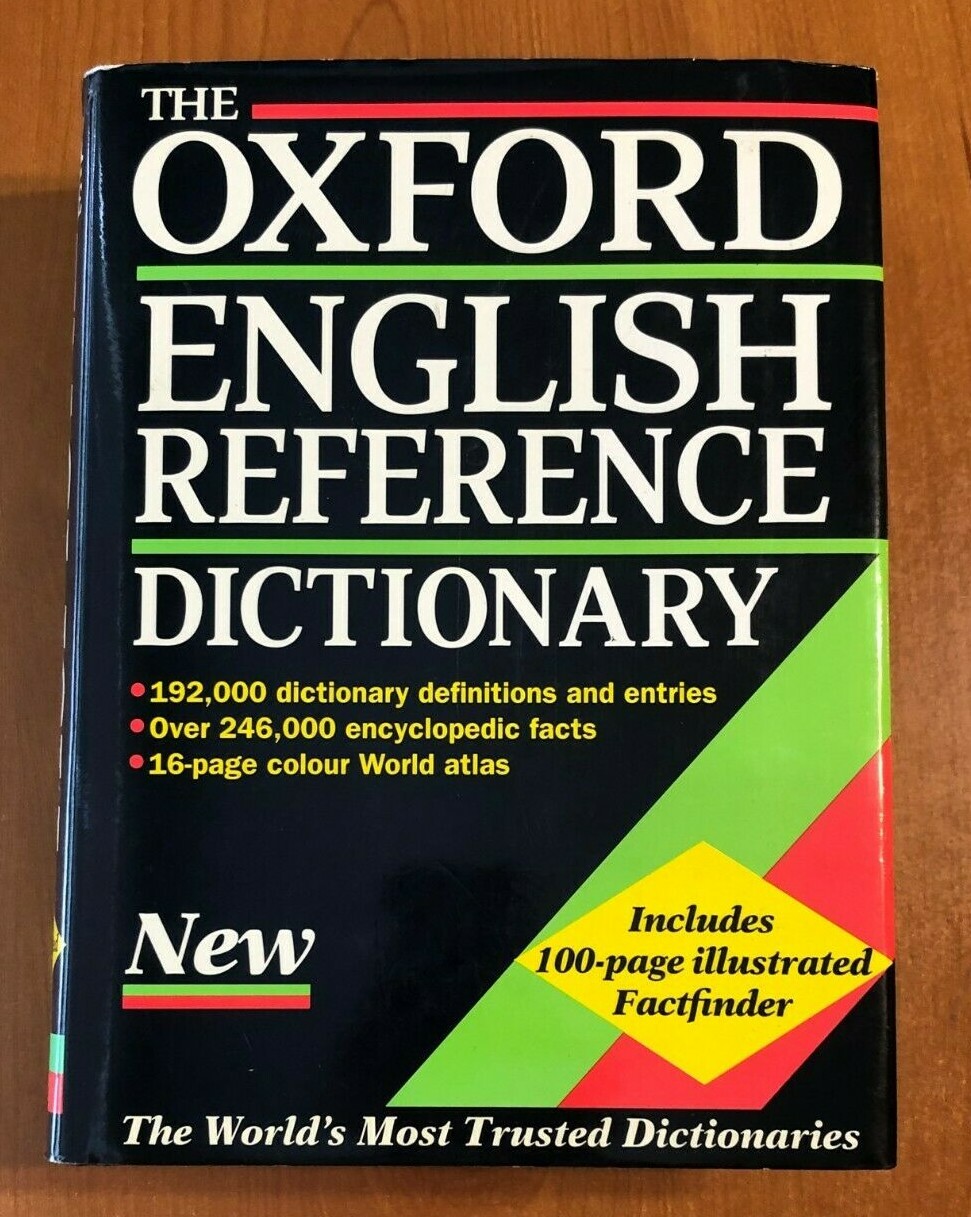 THE
OXFORD
ENGLISH
REFERENCE
DICTIONARY
•192,000 dictionary definitions and entries
•Over 246,000 encyclopedic facts
•16-page colour World atlas
New
Includes
100-page illustrated
Factfinder
The World's Most Trusted Dictionaries